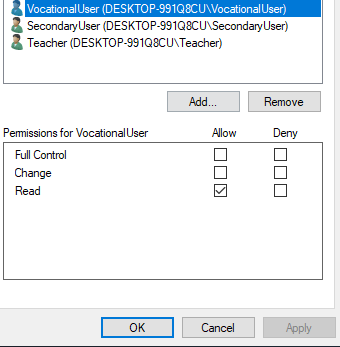 VocationalUser (DESKTOP-991Q8CU\VocationalUser)
SecondaryUser (DESKTOP-991Q8CU\SecondaryUser)
Teacher (DESKTOP-991Q8CU\Teacher)
Add... Remove
Permissions for VocationalUser Allow Deny
Full Control
Change
Read
OK Cancel Apply